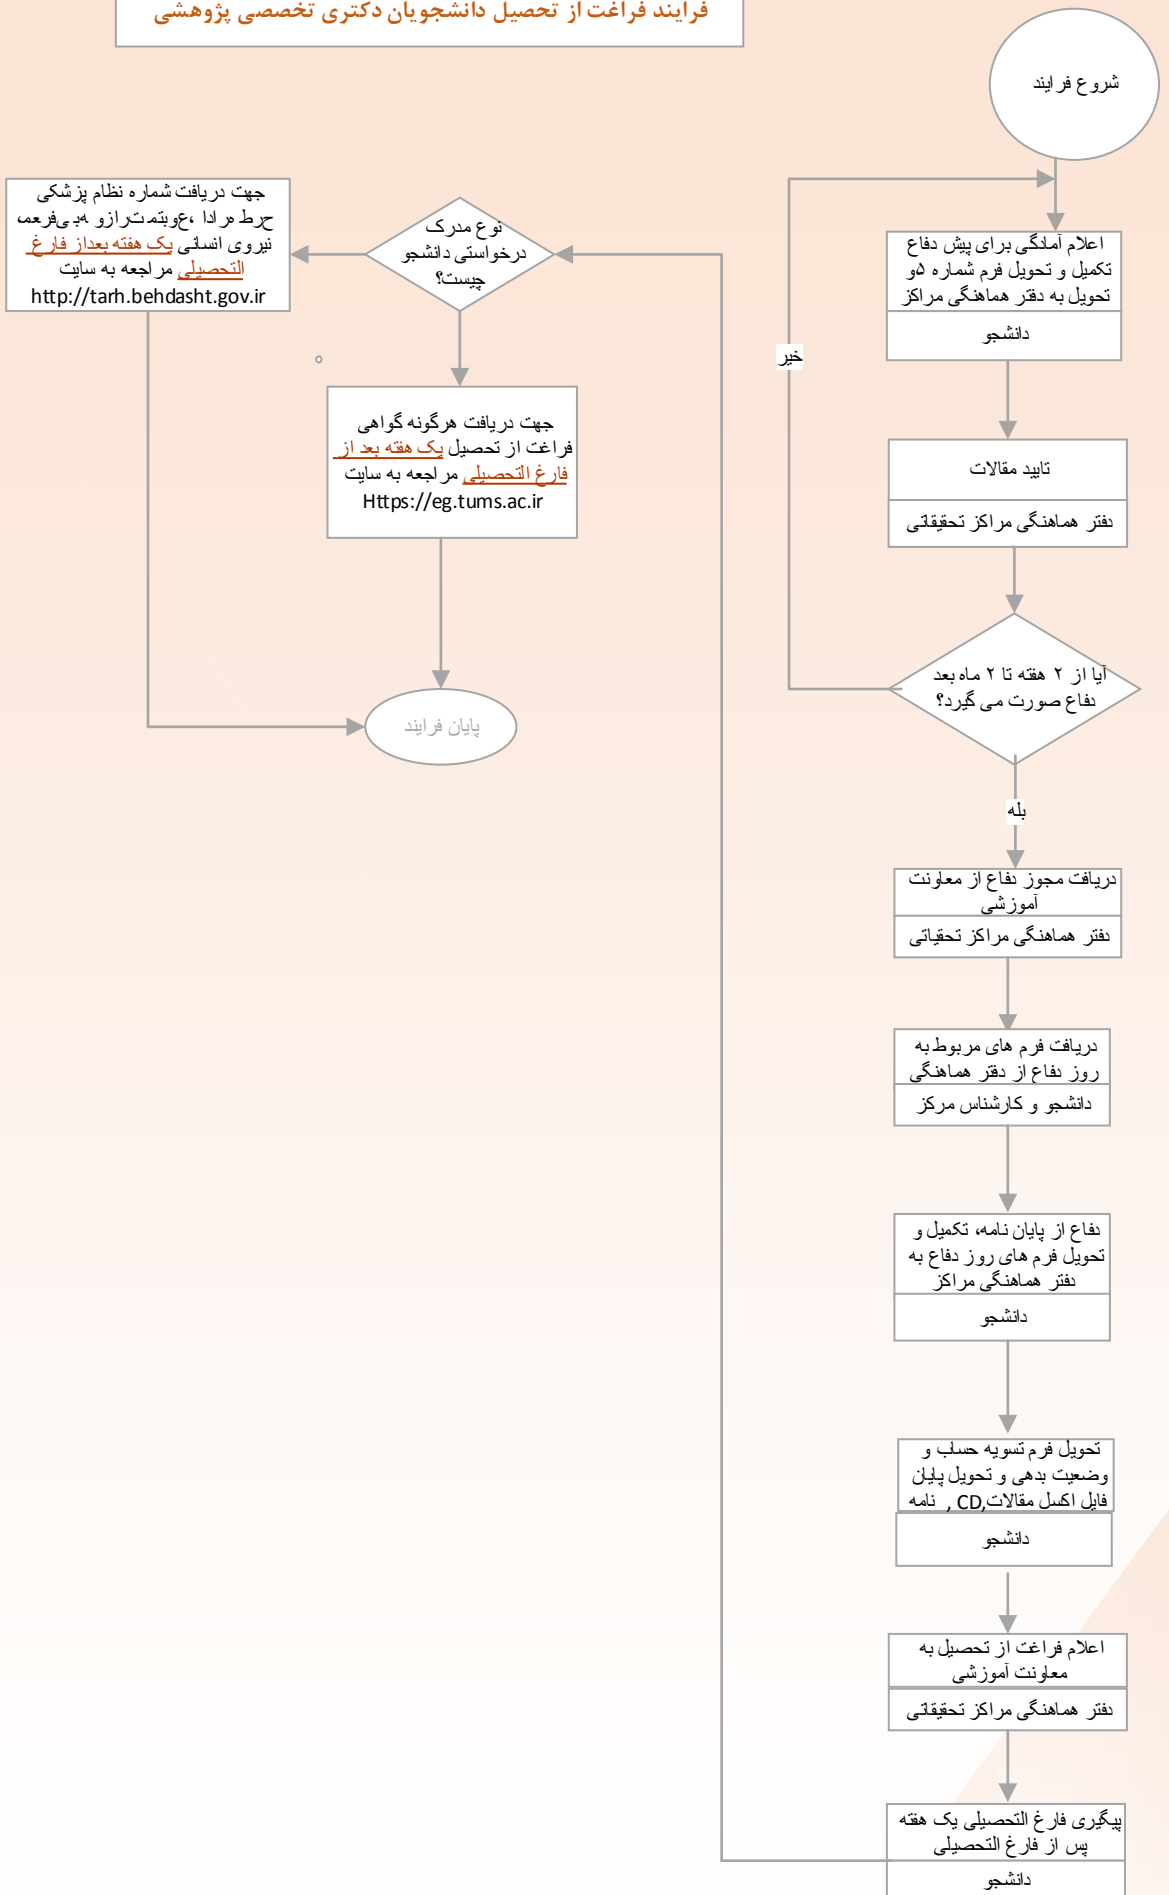 فرایند فراغت از تحصیل دانشجویان دکتری تخصصی پژوهشی
شروع فرایند
اعلام آمادگی برای پیش دفاع
تکمیل و تحویل فرم شماره ۵و
تحویل به دفتر هماهنگی مراکز
دانشجو
تایید مقالات
دفتر هماهنگی مراکز تحقیقاتی
آیا از ۲ هفته تا ۲ ماه بعد
دفاع صورت می گیرد؟
خیر
بله
دریافت مجوز دفاع از معاونت
آموزشی
دفتر هماهنگی مراکز تحقیاتی
دریافت فرم های مربوط به
روز دفاع از دفتر هماهنگی
دانشجو و کارشناس مرکز
دفاع از پایان نامه، تکمیل و
تحویل فرم های روز دفاع به
دفتر هماهنگی مراکز
دانشجو
تحویل فرم تسویه حساب و
وضعیت بدهی و تحویل پایان
فایل اکسل مقالات,CD , نامه
دانشجو
اعلام فراغت از تحصیل به
معاونت آموزشی
دفتر هماهنگی مراکز تحقیقاتی
پیگیری فارغ التحصیلی یک هفته
پس از فارغ التحصیلی
دانشجو
نوع مدرک
درخواستی دانشجو
چیست؟
جهت دریافت شماره نظام پزشکی
نیروی انسانی یک هفته بعداز فارغ
التحصیلی مراجعه به سایت
http://tarh.behdasht.gov.ir
جهت دریافت هرگونه گواهی
فراغت از تحصیل یک هفته بعد از
فارغ التحصیلی مراجعه به سایت
Https://eg.tums.ac.ir
پایان فرایند